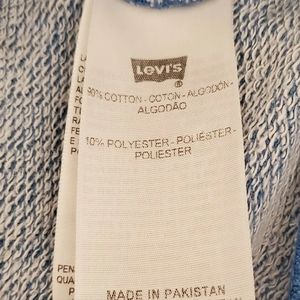 Levi's
®
90% COTTON - COTON - ALGODÓN -
ALGODÃO
10% POLYESTER - POLIÉSTER -
POLIESTER
MADE IN PAKISTAN